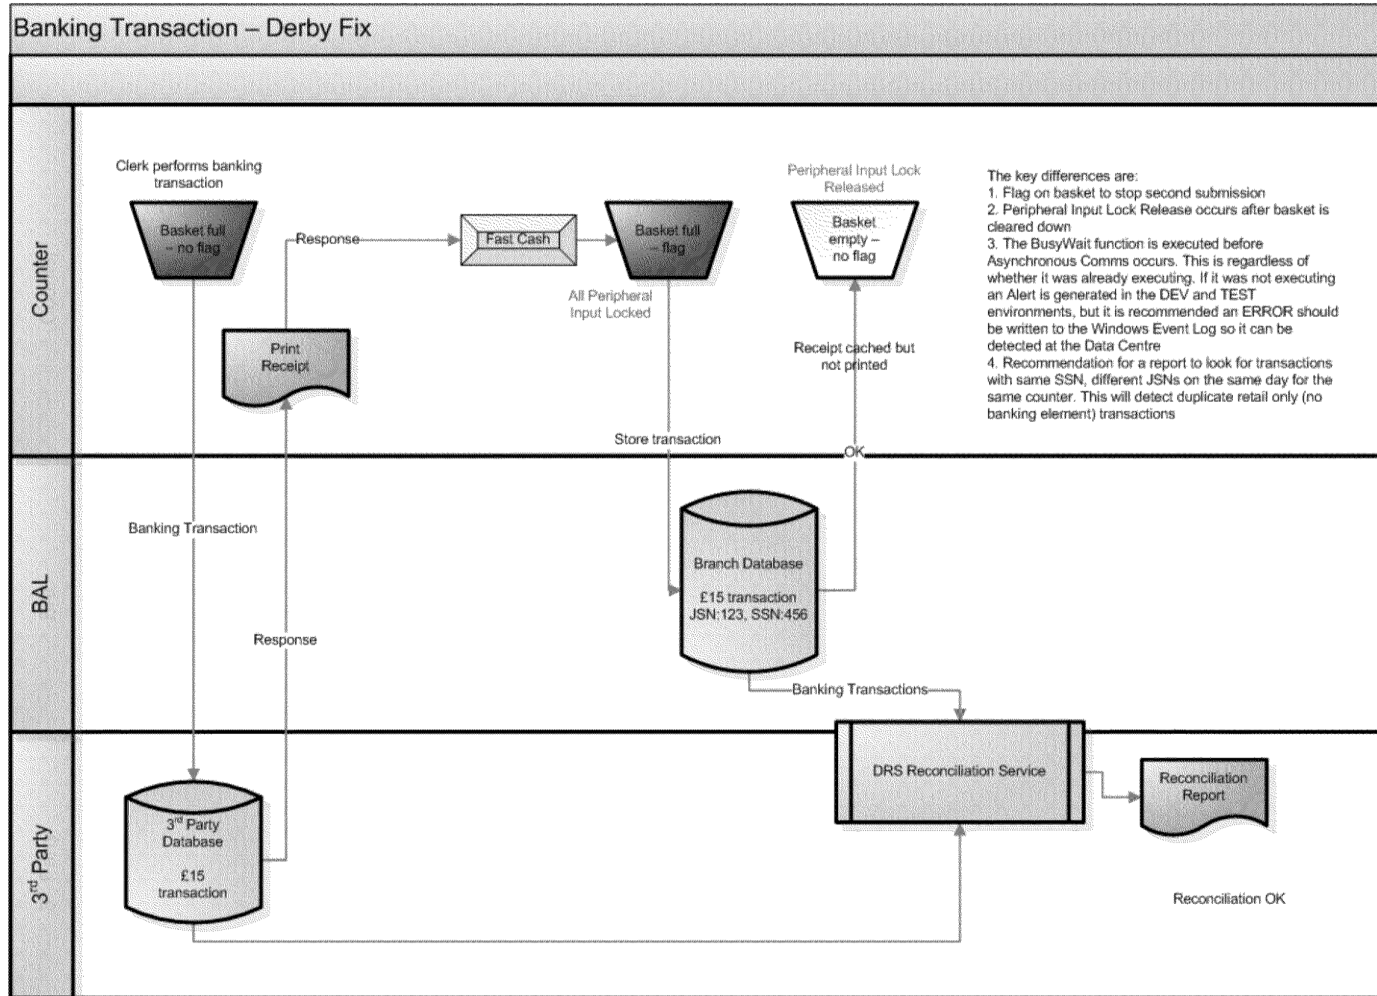 Banking Transaction – Derby Fix
Counter
Clerk performs banking
transaction
Basket full
– no flag
Response
Fast Cash
Basket full
– flag
All Peripheral
Input Locked
Peripheral Input Lock
Released
Basket
empty –
no flag
Print
Receipt
Receipt cached but
not printed
Store transaction
OK
The key differences are:
1. Flag on basket to stop second submission
2. Peripheral Input Lock Release occurs after basket is
cleared down
3. The BusyWait function is executed before
Asynchronous Comms occurs. This is regardless of
whether it was already executing. If it was not executing
an Alert is generated in the DEV and TEST
environments, but it is recommended an ERROR should
be written to the Windows Event Log so it can be
detected at the Data Centre
4. Recommendation for a report to look for transactions
with same SSN, different JSNs on the same day for the
same counter. This will detect duplicate retail only (no
banking element) transactions
BAL
Banking Transaction
Response
Branch Database
£15 transaction
JSN:123, SSN:456
Banking Transactions
3rd Party
3rd Party
Database
£15
transaction
DRS Reconciliation Service
Reconciliation
Report
Reconciliation OK